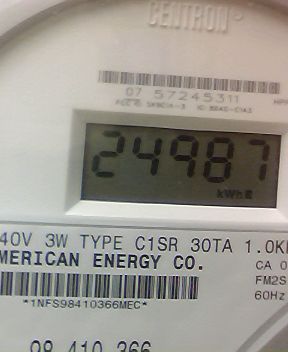 CENTRON®
07 57245311
24987
kWh
40V 3W TYPE C1SR 30TA 1.0K
MERICAN ENERGY CO.
CA 0
FM2S
60Hz
*1NFS98410366MEC*
98 410 366